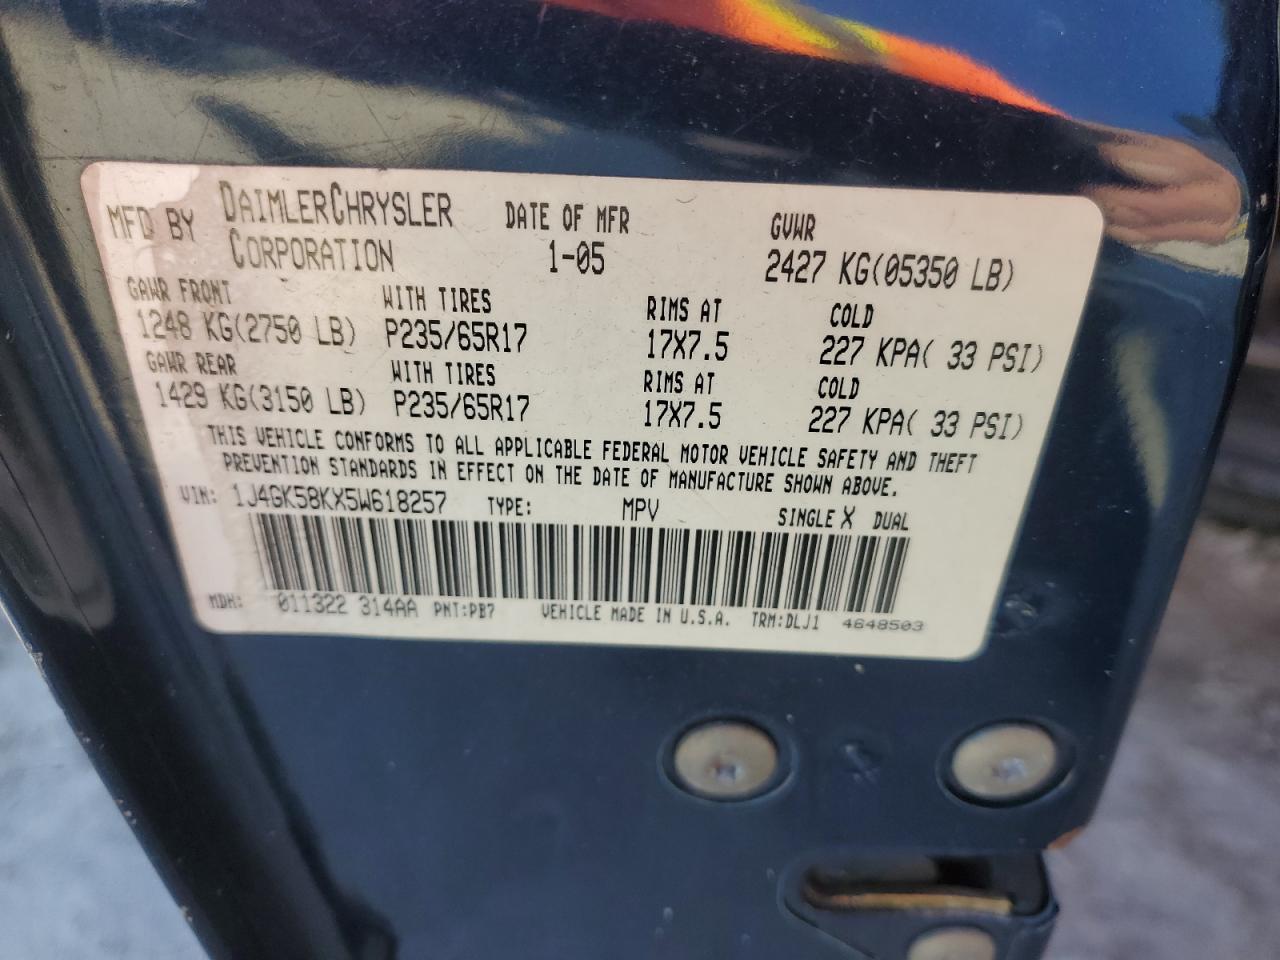 MFD BY DAIMLERCHRYSLER CORPORATION DATE OF MFR 1-05 GVWR 2427 KG(05350 LB)
GAWR FRONT WITH TIRES RIMS AT COLD
1248 KG(2750 LB) P235/65R17 17X7.5 227 KPA( 33 PSI)
GAWR REAR WITH TIRES RIMS AT COLD
1429 KG(3150 LB) P235/65R17 17X7.5 227 KPA( 33 PSI)
THIS VEHICLE CONFORMS TO ALL APPLICABLE FEDERAL MOTOR VEHICLE SAFETY AND THEFT
PREVENTION STANDARDS IN EFFECT ON THE DATE OF MANUFACTURE SHOWN ABOVE.
VIN: 1J4GK58KX5W618257 TYPE: MPV SINGLE X DUAL
MDH: 011322 314AA PNT:PB7 VEHICLE MADE IN U.S.A. TRM:DLJ1 4648503